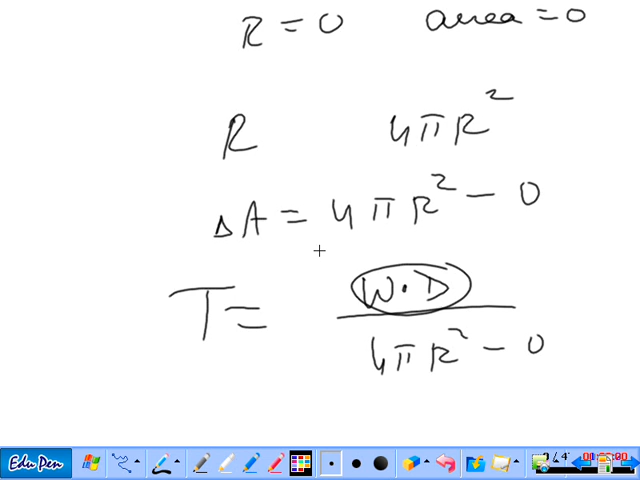 R = 0 area = 0
R 4πR²
ΔA = 4πR² - 0
T = W·D
4πR² - 0
Edu Pen